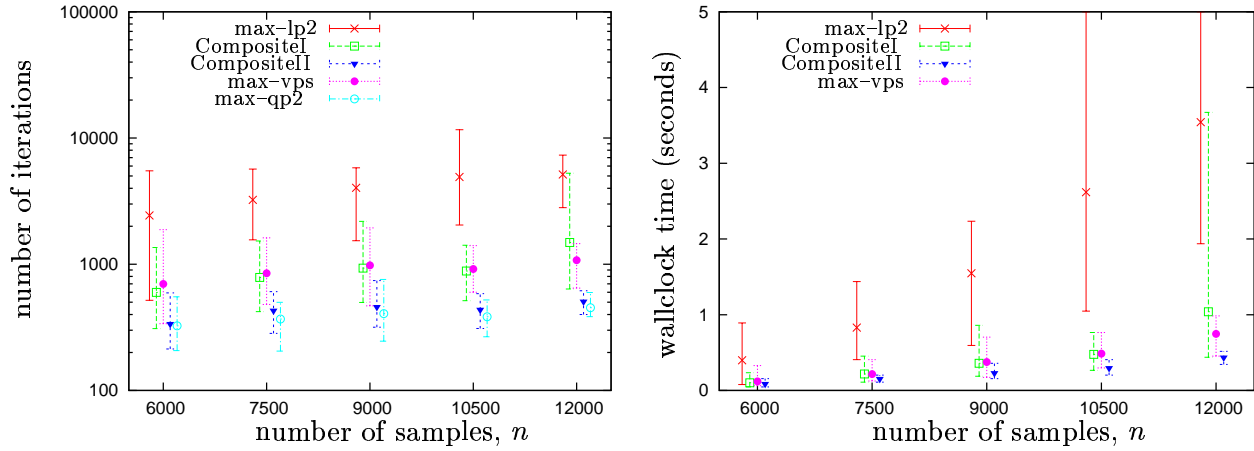 100000
10000
1000
100
number of iterations
max-lp2
CompositeI
CompositeII
max-vps
max-qp2
6000 7500 9000 10500 12000
number of samples, n
5
4
3
2
1
0
wallclock time (seconds)
max-lp2
CompositeI
CompositeII
max-vps
6000 7500 9000 10500 12000
number of samples, n